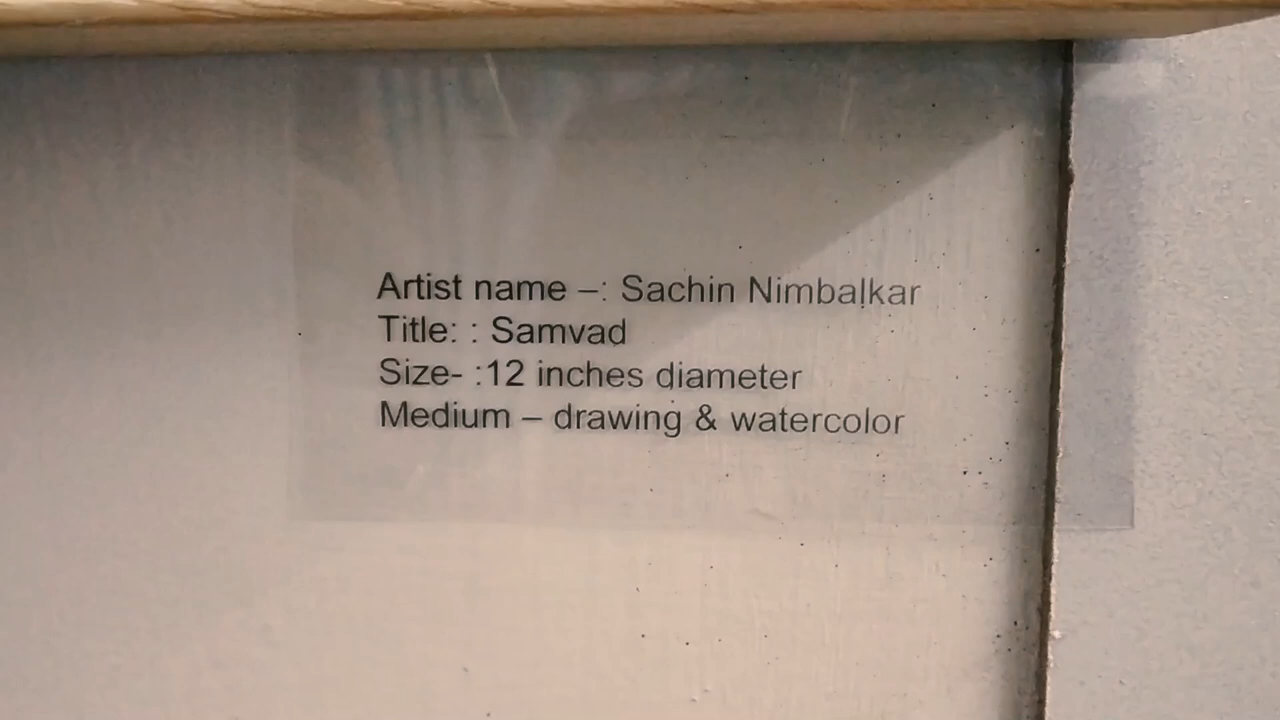 Artist name –: Sachin Nimbalkar
Title: : Samvad
Size- :12 inches diameter
Medium – drawing & watercolor